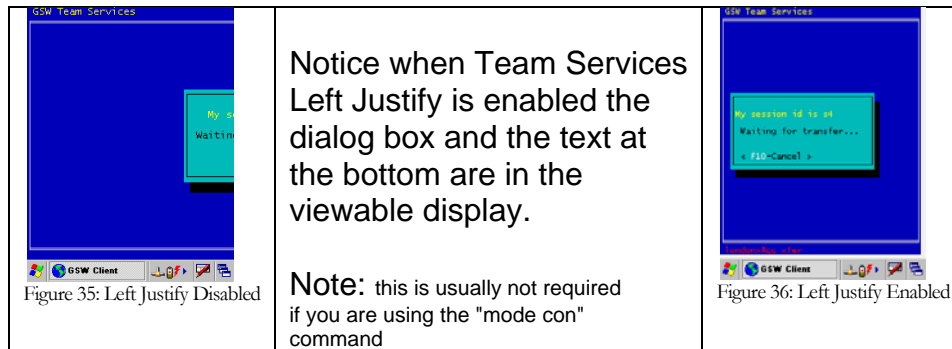 GSW Team Services
My s
Waitin
GSW Client
Figure 35: Left Justify Disabled
Notice when Team Services
Left Justify is enabled the
dialog box and the text at
the bottom are in the
viewable display.
Note: this is usually not required
if you are using the "mode con"
command
GSW Team Services
My session id is s4
Waiting for transfer...
< F10-Cancel >
GSW Client
Figure 36: Left Justify Enabled